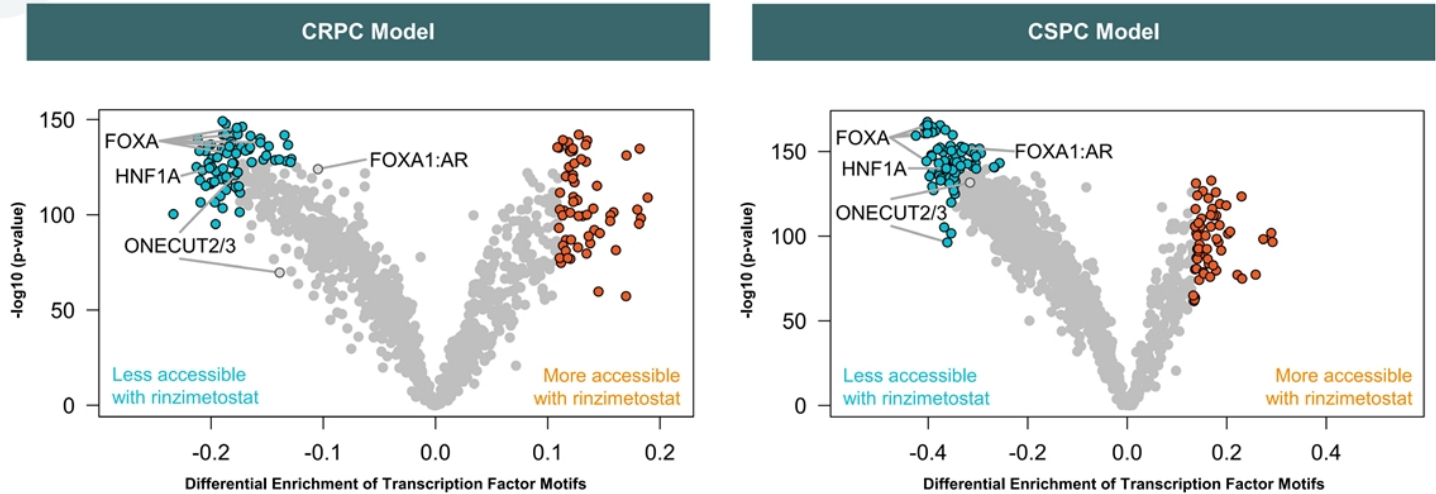 CRPC Model
-log10 (p-value)
150
100
50
0
FOXA
HNF1A
ONECUT2/3
FOXA1:AR
Less accessible
with rinzimetostat
More accessible
with rinzimetostat
-0.2
-0.1
0.0
0.1
0.2
Differential Enrichment of Transcription Factor Motifs
CSPC Model
-log10 (p-value)
150
100
50
0
FOXA
HNF1A
ONECUT2/3
FOXA1:AR
Less accessible
with rinzimetostat
More accessible
with rinzimetostat
-0.4
-0.2
0.0
0.2
0.4
Differential Enrichment of Transcription Factor Motifs